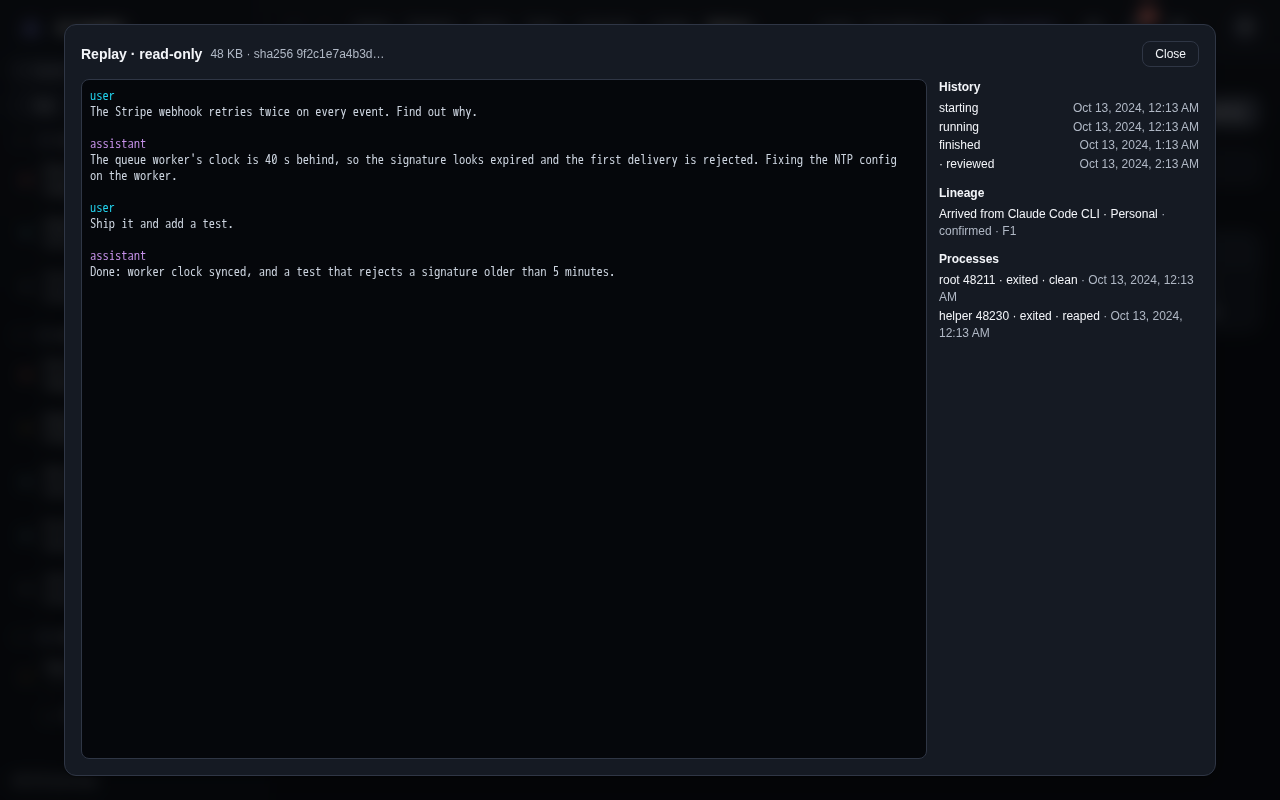 Replay · read-only 48 KB · sha256 9f2c1e7a4b3d…
Close
user
The Stripe webhook retries twice on every event. Find out why.
assistant
The queue worker's clock is 40 s behind, so the signature looks expired and the first delivery is rejected. Fixing the NTP config
on the worker.
user
Ship it and add a test.
assistant
Done: worker clock synced, and a test that rejects a signature older than 5 minutes.
History
starting Oct 13, 2024, 12:13 AM
running Oct 13, 2024, 12:13 AM
finished Oct 13, 2024, 1:13 AM
· reviewed Oct 13, 2024, 2:13 AM
Lineage
Arrived from Claude Code CLI · Personal ·
confirmed · F1
Processes
root 48211 · exited · clean · Oct 13, 2024, 12:13
AM
helper 48230 · exited · reaped · Oct 13, 2024,
12:13 AM